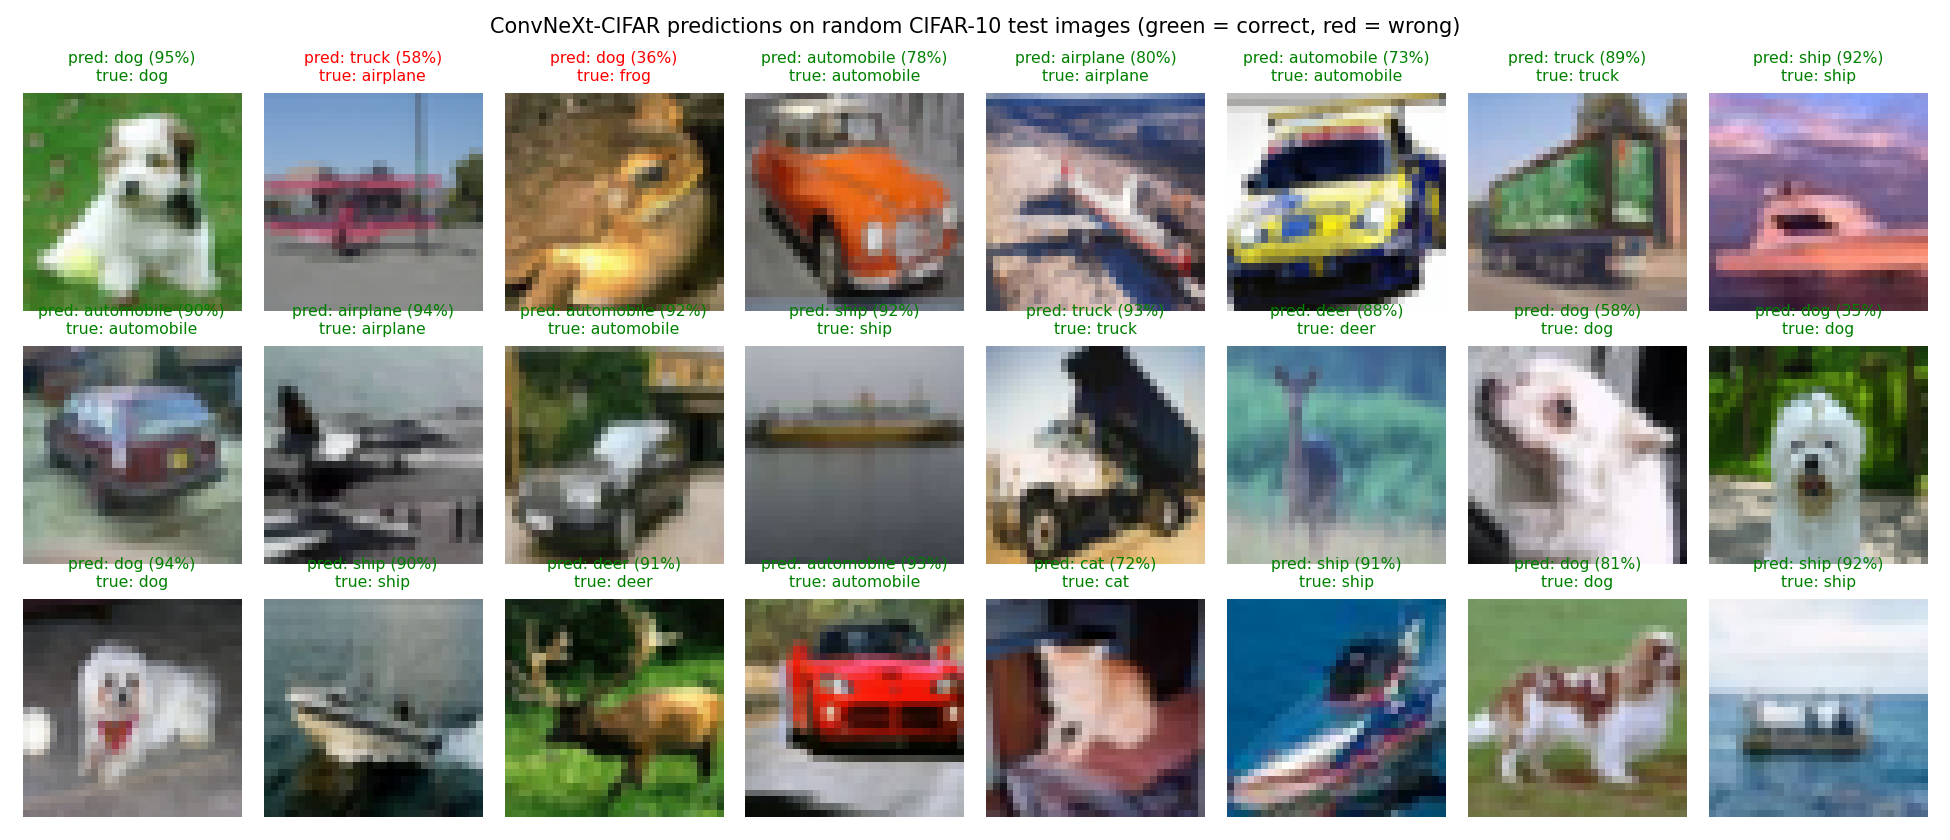 ConvNeXt-CIFAR predictions on random CIFAR-10 test images (green = correct, red = wrong)
pred: dog (95%)
true: dog
pred: truck (58%)
true: airplane
pred: dog (36%)
true: frog
pred: automobile (78%)
true: automobile
pred: airplane (80%)
true: airplane
pred: automobile (73%)
true: automobile
pred: truck (89%)
true: truck
pred: ship (92%)
true: ship
pred: automobile (90%)
true: automobile
pred: airplane (94%)
true: airplane
pred: automobile (92%)
true: automobile
pred: ship (92%)
true: ship
pred: truck (93%)
true: truck
pred: deer (88%)
true: deer
pred: dog (58%)
true: dog
pred: dog (35%)
true: dog
pred: dog (94%)
true: dog
pred: ship (90%)
true: ship
pred: deer (91%)
true: deer
pred: automobile (95%)
true: automobile
pred: cat (72%)
true: cat
pred: ship (91%)
true: ship
pred: dog (81%)
true: dog
pred: ship (92%)
true: ship